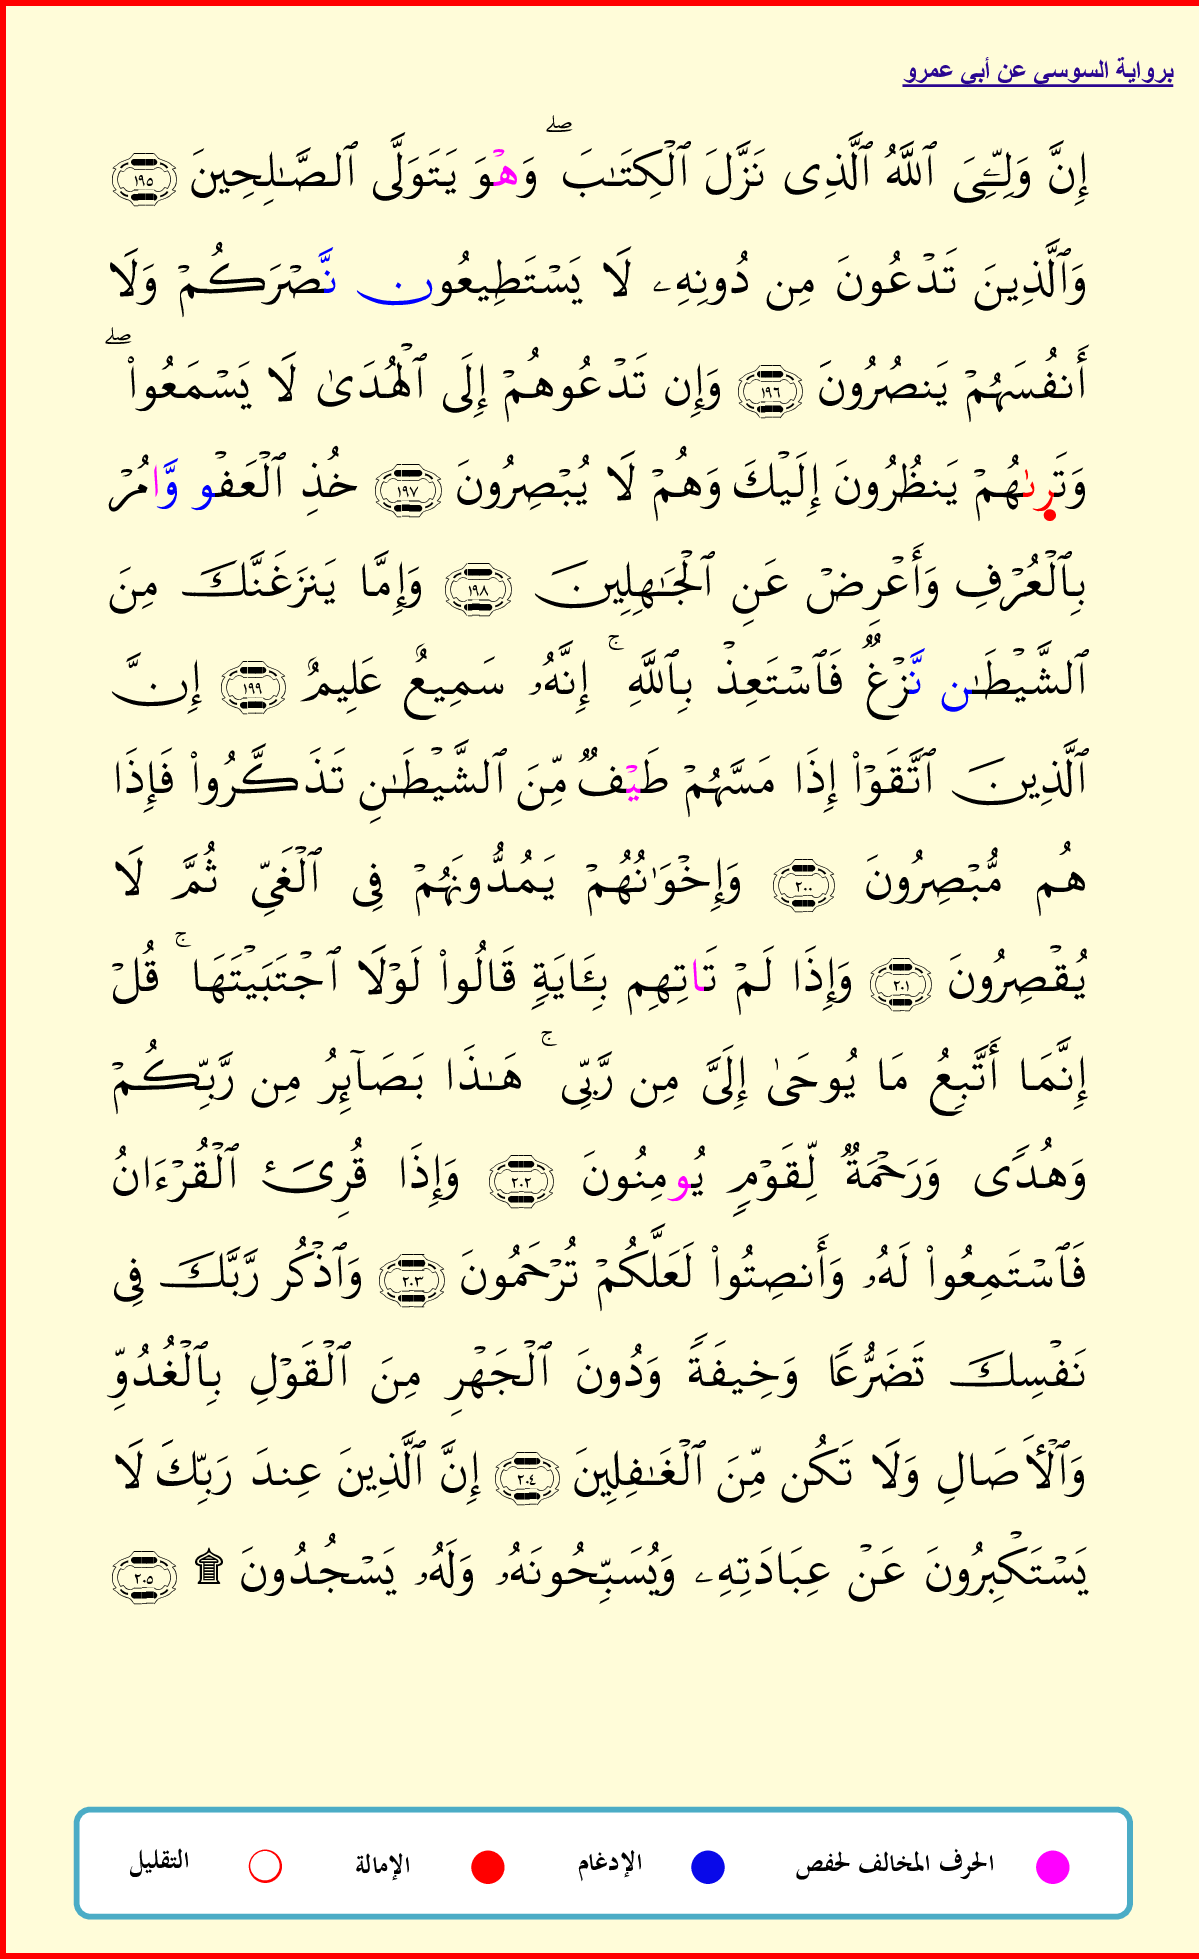 برواية السوسي عن أبي عمرو
إِنَّ وَلِـِّۧيَ ٱللَّهُ ٱلَّذِى نَزَّلَ ٱلْكِتَـٰبَ ۖ وَهْوَ يَتَوَلَّى ٱلصَّـٰلِحِينَ ١٩٥
وَٱلَّذِينَ تَدْعُونَ مِن دُونِهِۦ لَا يَسْتَطِيعُون نَّصْرَكُمْ وَلَا
أَنفُسَهُمْ يَنصُرُونَ ١٩٦ وَإِن تَدْعُوهُمْ إِلَى ٱلْهُدَىٰ لَا يَسْمَعُوا۟ ۖ
وَتَرِىٰهُمْ يَنظُرُونَ إِلَيْكَ وَهُمْ لَا يُبْصِرُونَ ١٩٧ خُذِ ٱلْعَفْو وَّامُرْ
بِٱلْعُرْفِ وَأَعْرِضْ عَنِ ٱلْجَـٰهِلِينَ ١٩٨ وَإِمَّا يَنزَغَنَّكَ مِنَ
ٱلشَّيْطَـٰن نَّزْغٌ فَٱسْتَعِذْ بِٱللَّهِ ۚ إِنَّهُۥ سَمِيعٌ عَلِيمٌ ١٩٩ إِنَّ
ٱلَّذِينَ ٱتَّقَوْا۟ إِذَا مَسَّهُمْ طَيْفٌ مِّنَ ٱلشَّيْطَـٰنِ تَذَكَّرُوا۟ فَإِذَا
هُم مُّبْصِرُونَ ٢٠٠ وَإِخْوَٰنُهُمْ يَمُدُّونَهُمْ فِى ٱلْغَىِّ ثُمَّ لَا
يُقْصِرُونَ ٢٠١ وَإِذَا لَمْ تَاتِهِم بِـَٔايَةٍ قَالُوا۟ لَوْلَا ٱجْتَبَيْتَهَا ۚ قُلْ
إِنَّمَا أَتَّبِعُ مَا يُوحَىٰ إِلَىَّ مِن رَّبِّى ۚ هَـٰذَا بَصَآئِرُ مِن رَّبِّكُمْ
وَهُدًى وَرَحْمَةٌ لِّقَوْمٍ يُومِنُونَ ٢٠٢ وَإِذَا قُرِئَ ٱلْقُرْءَانُ
فَٱسْتَمِعُوا۟ لَهُۥ وَأَنصِتُوا۟ لَعَلَّكُمْ تُرْحَمُونَ ٢٠٣ وَٱذْكُر رَّبَّكَ فِى
نَفْسِكَ تَضَرُّعًا وَخِيفَةً وَدُونَ ٱلْجَهْرِ مِنَ ٱلْقَوْلِ بِٱلْغُدُوِّ
وَٱلْأَصَالِ وَلَا تَكُن مِّنَ ٱلْغَـٰفِلِينَ ٢٠٤ إِنَّ ٱلَّذِينَ عِندَ رَبِّكَ لَا
يَسْتَكْبِرُونَ عَنْ عِبَادَتِهِۦ وَيُسَبِّحُونَهُۥ وَلَهُۥ يَسْجُدُونَ ۩ ٢٠٥
الحرف المخالف لحفص الإدغام الإمالة التقليل